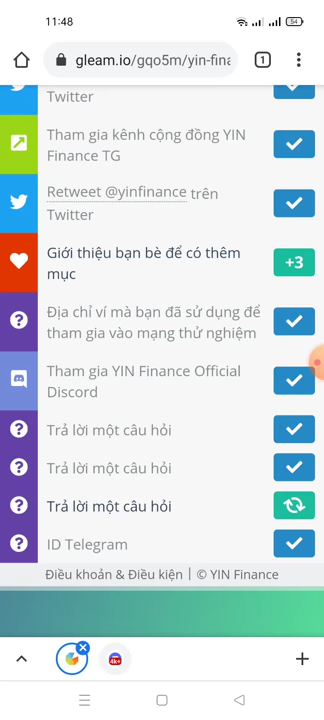 11:48
54
gleam.io/gqo5m/yin-fina
1
Twitter
Tham gia kênh cộng đồng YIN
Finance TG
Retweet @yinfinance trên
Twitter
Giới thiệu bạn bè để có thêm
mục
+3
Địa chỉ ví mà bạn đã sử dụng để
tham gia vào mạng thử nghiệm
Tham gia YIN Finance Official
Discord
Trả lời một câu hỏi
Trả lời một câu hỏi
Trả lời một câu hỏi
ID Telegram
Điều khoản & Điều kiện | © YIN Finance
4k+